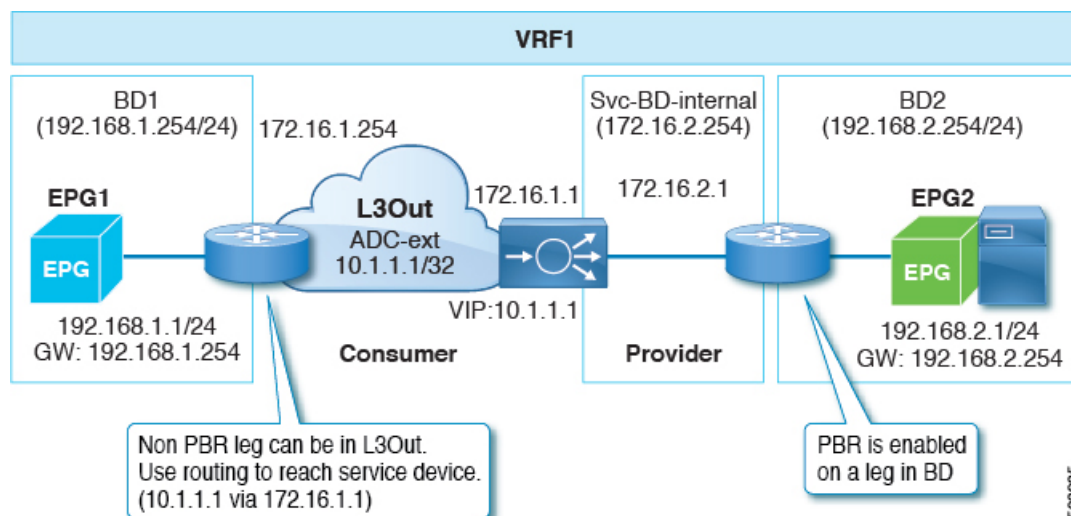 VRF1
BD1
(192.168.1.254/24)
172.16.1.254
EPG1
EPG
192.168.1.1/24
GW: 192.168.1.254
L3Out
ADC-ext
10.1.1.1/32
172.16.1.1
VIP:10.1.1.1
Consumer
Svc-BD-internal
(172.16.2.254)
172.16.2.1
Provider
BD2
(192.168.2.254/24)
EPG2
EPG
192.168.2.1/24
GW: 192.168.2.254
Non PBR leg can be in L3Out.
Use routing to reach service device.
(10.1.1.1 via 172.16.1.1)
PBR is enabled
on a leg in BD